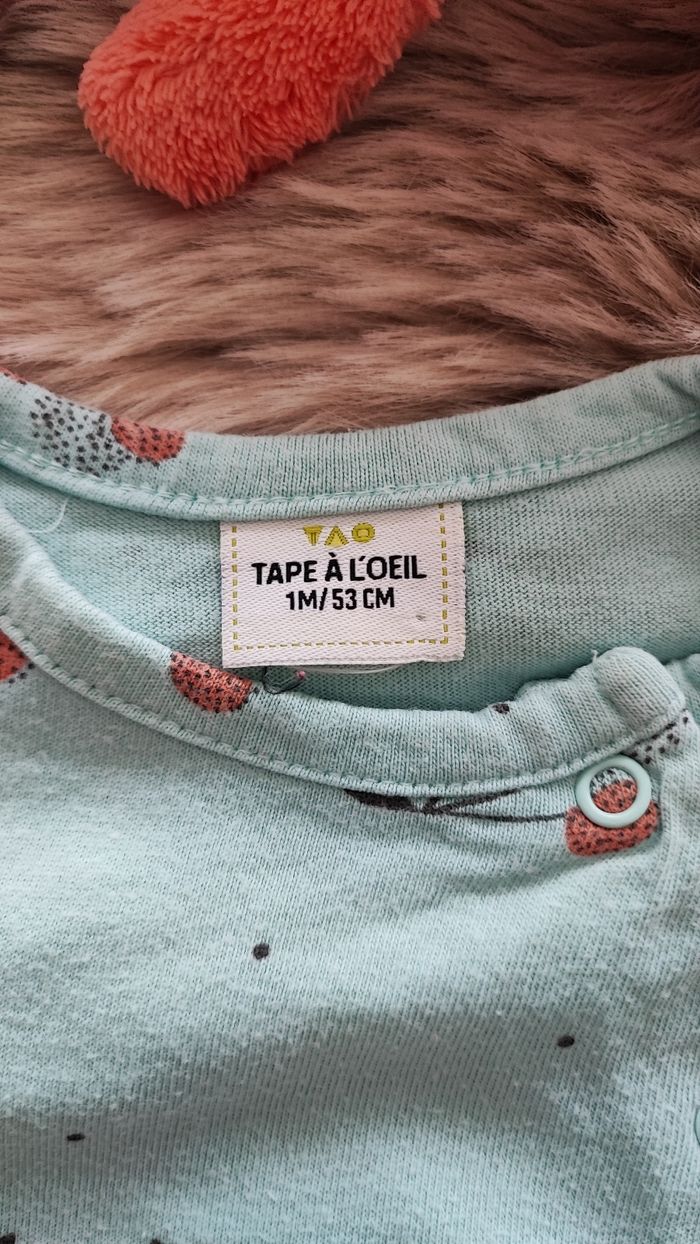 TAO
TAPE À L'OEIL
1M/53 CM